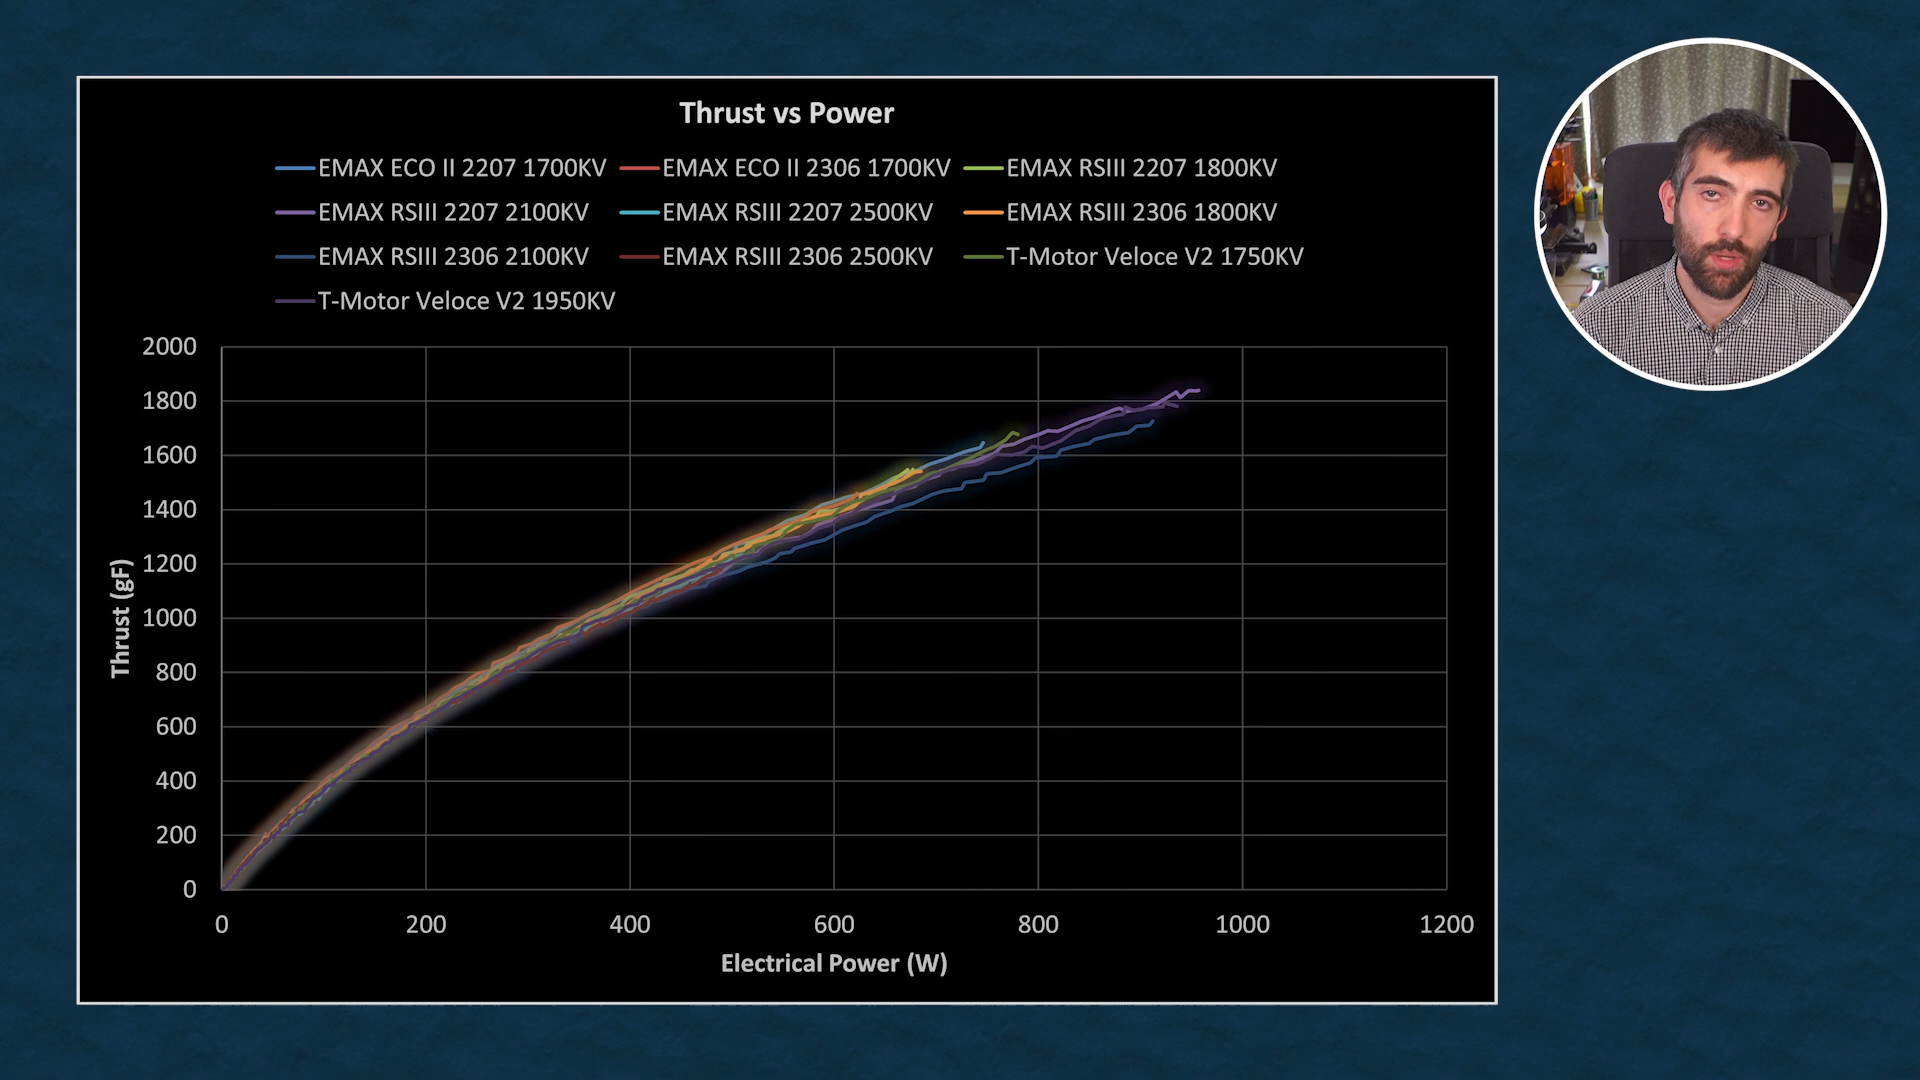 Thrust vs Power
EMAX ECO II 2207 1700KV EMAX ECO II 2306 1700KV EMAX RSIII 2207 1800KV
EMAX RSIII 2207 2100KV EMAX RSIII 2207 2500KV EMAX RSIII 2306 1800KV
EMAX RSIII 2306 2100KV EMAX RSIII 2306 2500KV T-Motor Veloce V2 1750KV
T-Motor Veloce V2 1950KV
2000
1800
1600
1400
1200
1000
800
600
400
200
0
Thrust (gF)
0 200 400 600 800 1000 1200
Electrical Power (W)